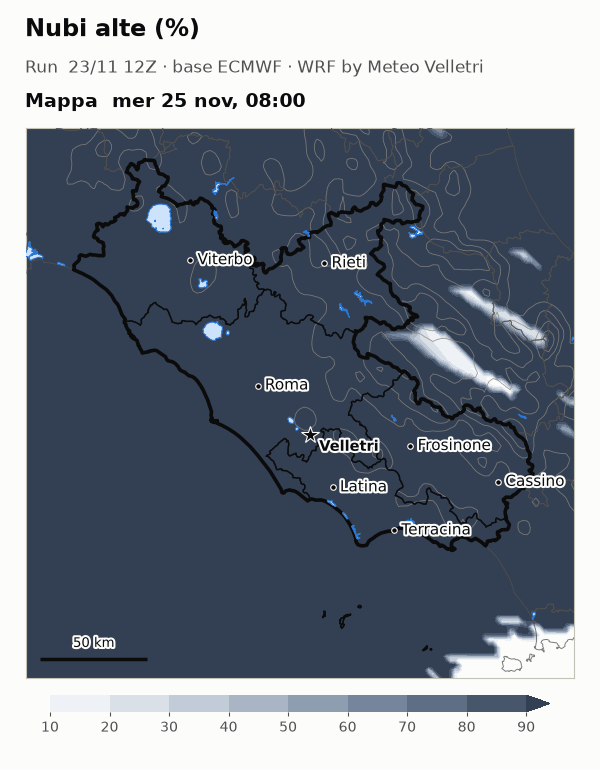 Nubi alte (%)
Run 23/11 12Z · base ECMWF · WRF by Meteo Velletri
Mappa mer 25 nov, 08:00
Viterbo
Rieti
Roma
Velletri
Frosinone
Latina
Cassino
Terracina
50 km
10 20 30 40 50 60 70 80 90